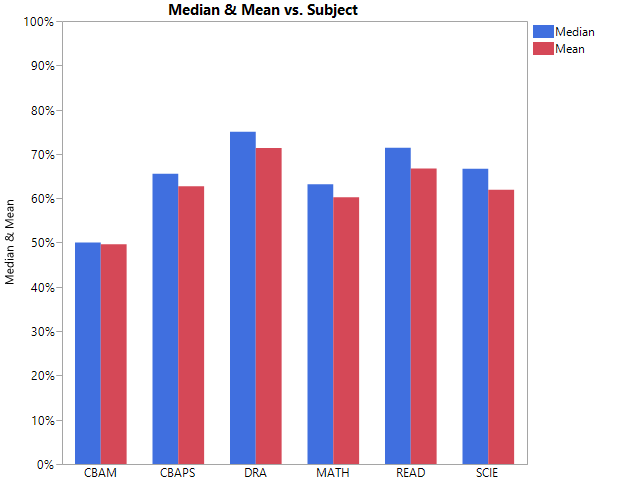 Median & Mean vs. Subject
Median
Mean
100%
90%
80%
70%
60%
50%
40%
30%
20%
10%
0%
Median & Mean
CBAM CBAPS DRA MATH READ SCIE